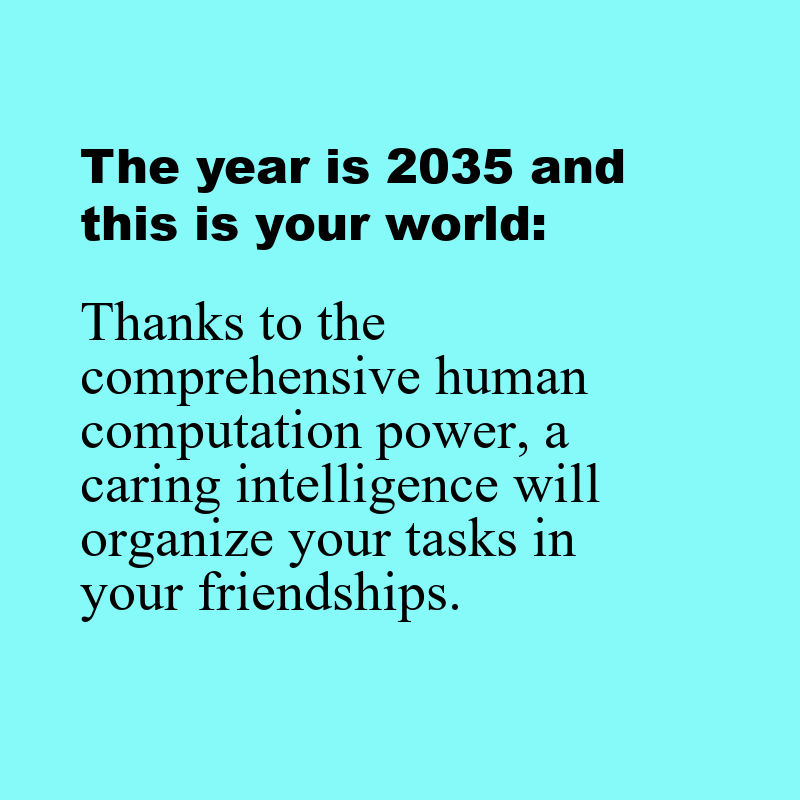 The year is 2035 and
this is your world:
Thanks to the
comprehensive human
computation power, a
caring intelligence will
organize your tasks in
your friendships.